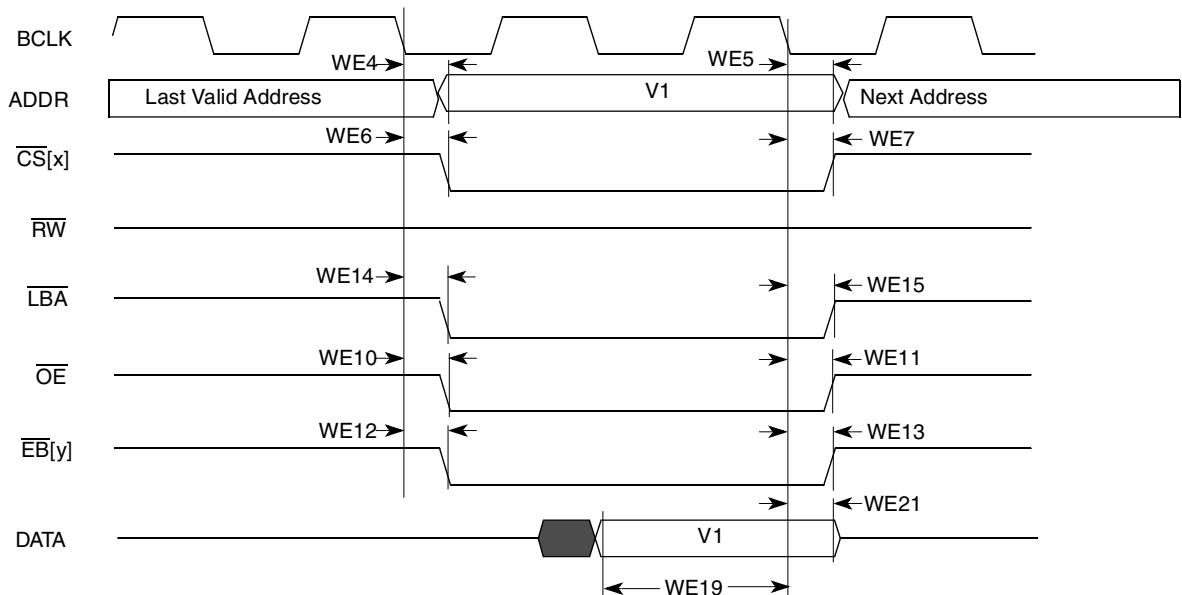 BCLK
WE4
WE5
ADDR
Last Valid Address
V1
Next Address
WE6
WE7
CS[x]
RW
WE14
WE15
LBA
WE10
WE11
OE
WE12
WE13
EB[y]
WE21
DATA
V1
WE19